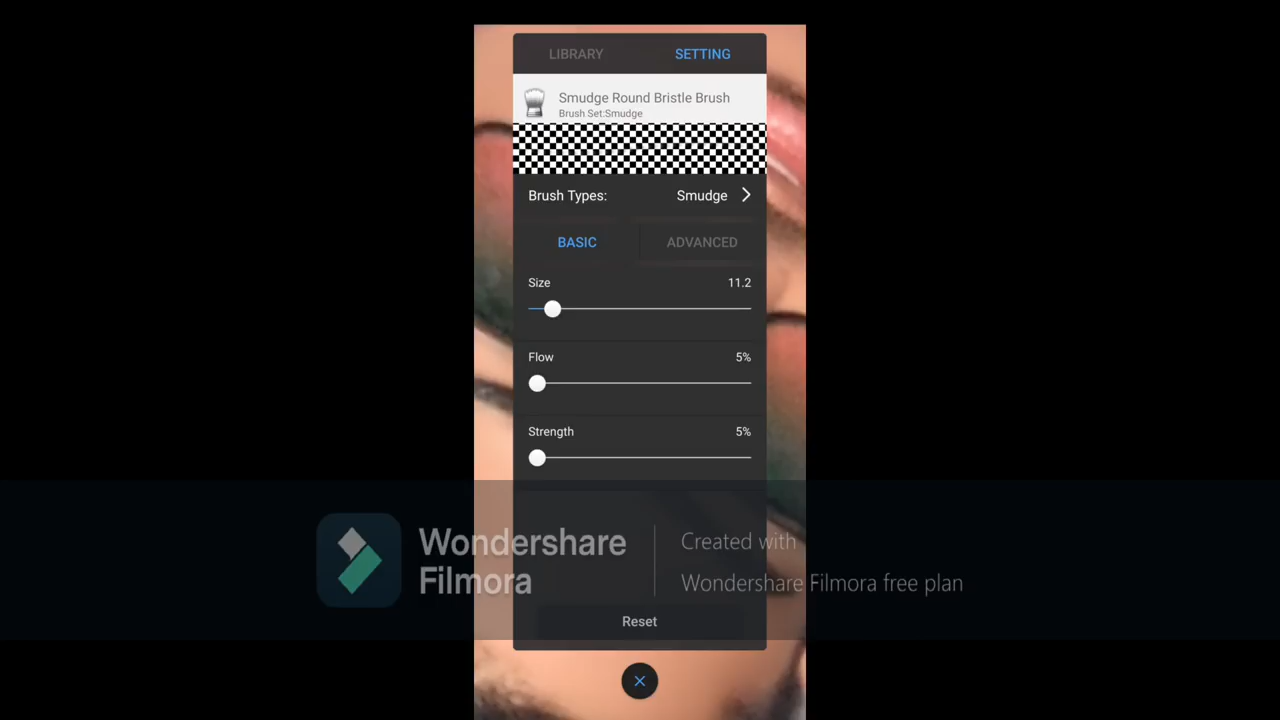 LIBRARY SETTING
Smudge Round Bristle Brush
Brush Set:Smudge
Brush Types: Smudge
BASIC ADVANCED
Size 11.2
Flow 5%
Strength 5%
Wondershare
Filmora
Created with
Wondershare Filmora free plan
Reset